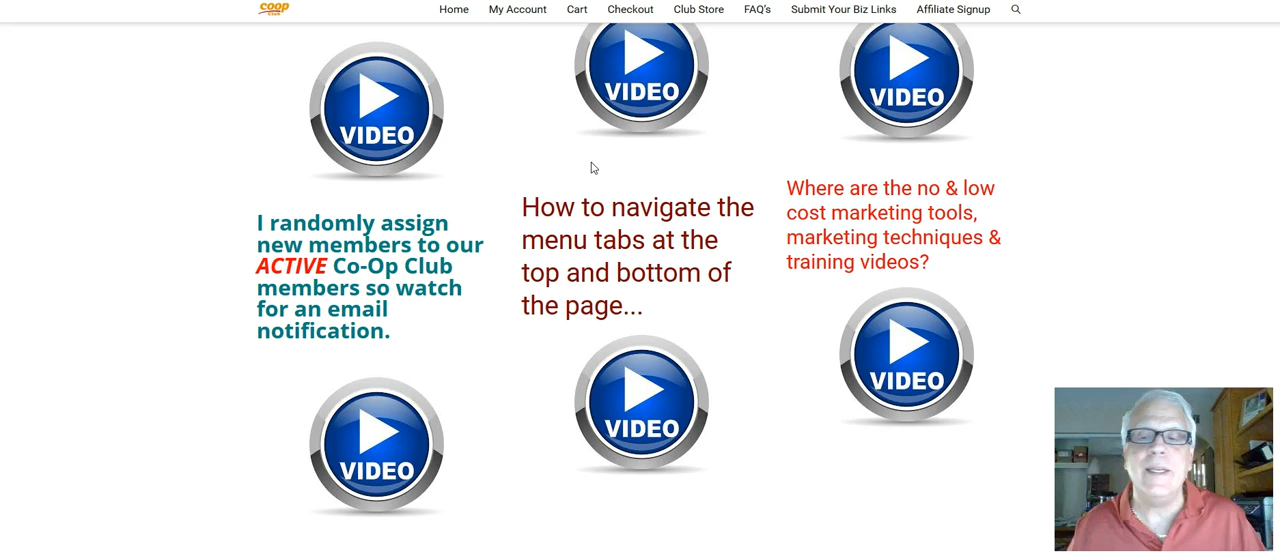 coop
CLUB
Home My Account Cart Checkout Club Store FAQ's Submit Your Biz Links Affiliate Signup
VIDEO
VIDEO
VIDEO
I randomly assign
new members to our
ACTIVE Co-Op Club
members so watch
for an email
notification.
VIDEO
How to navigate the
menu tabs at the
top and bottom of
the page...
VIDEO
Where are the no & low
cost marketing tools,
marketing techniques &
training videos?
VIDEO